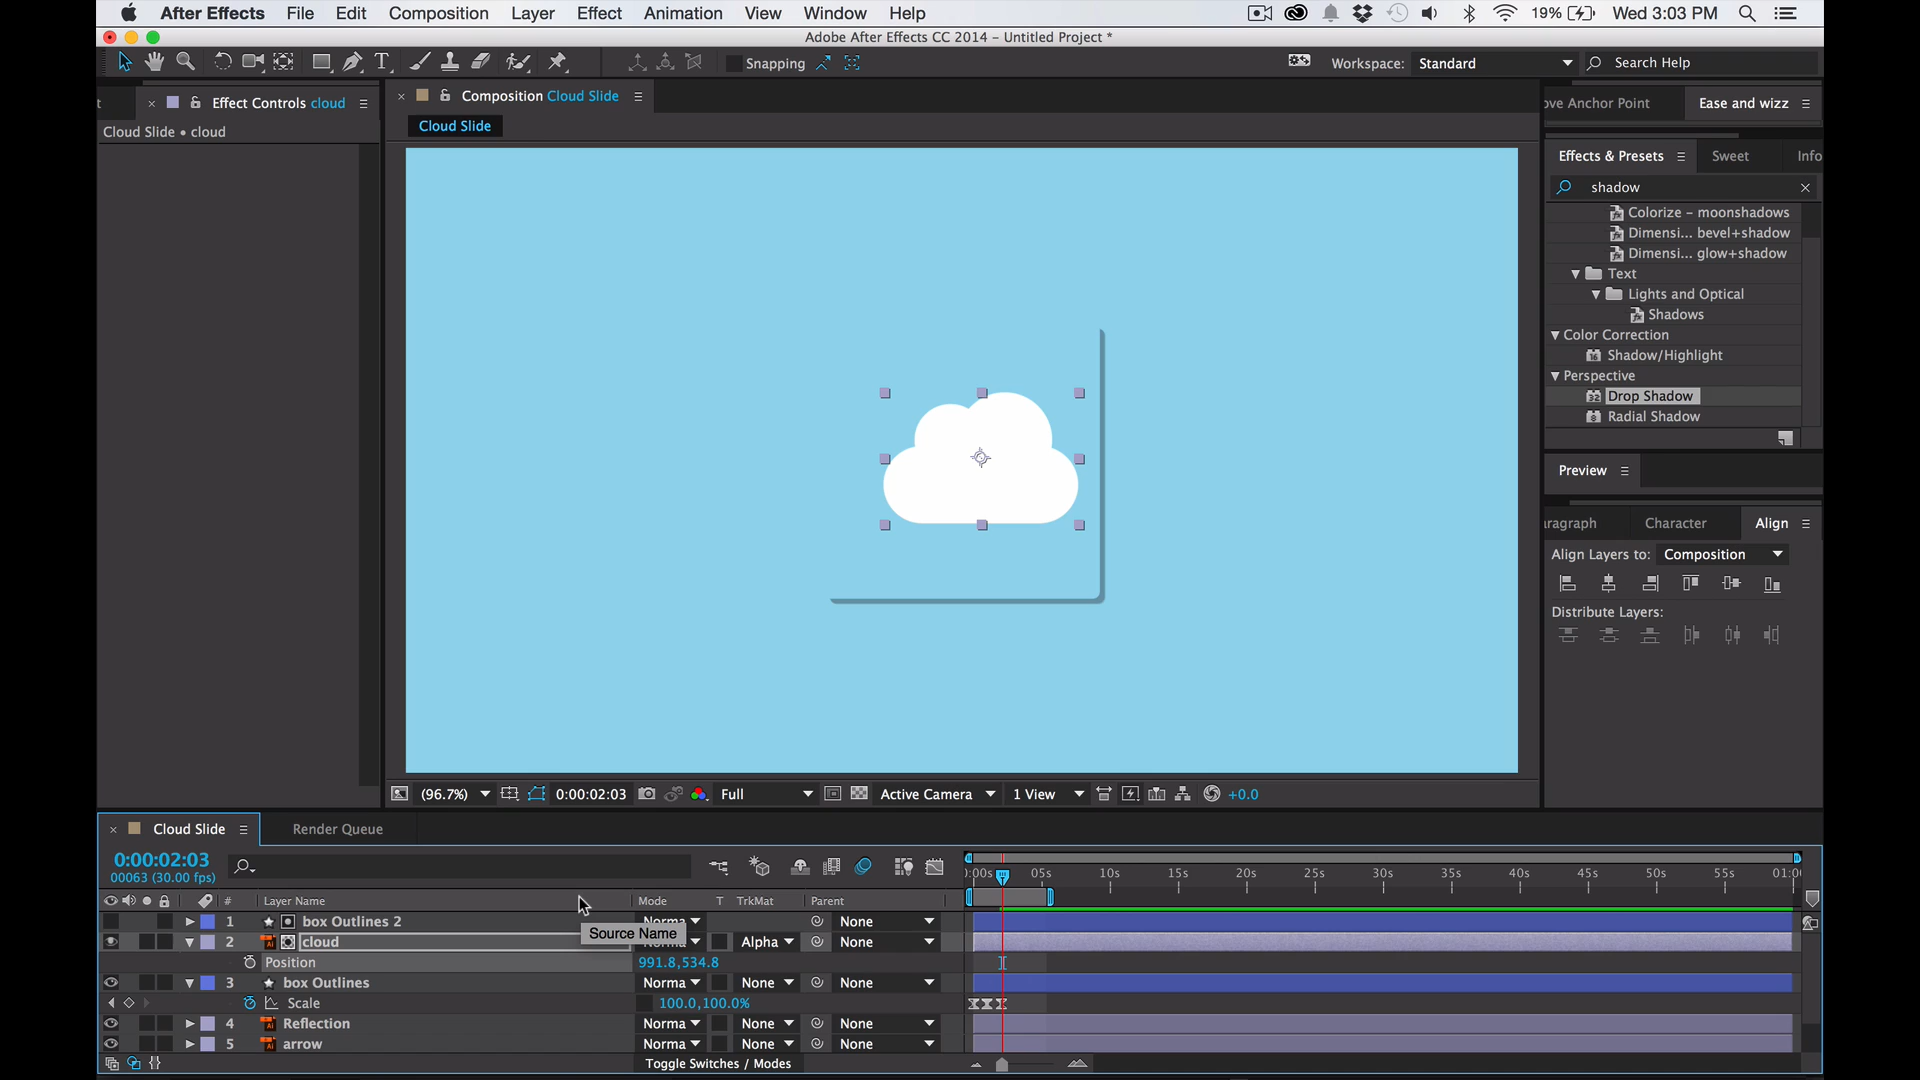 After Effects File Edit Composition Layer Effect Animation View Window Help 19% Wed 3:03 PM
Adobe After Effects CC 2014 – Untitled Project *
T Snapping Workspace: Standard Search Help
t × Effect Controls cloud
× Composition Cloud Slide
ove Anchor Point Ease and wizz
Cloud Slide • cloud
Cloud Slide
Effects & Presets Sweet Info
shadow ×
Colorize – moonshadows
Dimensi... bevel+shadow
Dimensi... glow+shadow
Text
Lights and Optical
Shadows
Color Correction
Shadow/Highlight
Perspective
Drop Shadow
Radial Shadow
Preview
aragraph Character Align
Align Layers to: Composition
Distribute Layers:
(96.7%) 0:00:02:03 Full Active Camera 1 View +0.0
× Cloud Slide Render Queue
0:00:02:03
00063 (30.00 fps)
):00s 05s 10s 15s 20s 25s 30s 35s 40s 45s 50s 55s 01:0
# Layer Name Mode T TrkMat Parent
1 box Outlines 2 Norma None
Source Name
2 cloud Alpha None
Position 991.8,534.8
3 box Outlines Norma None None
Scale 100.0,100.0%
4 Reflection Norma None None
5 arrow Norma None None
Toggle Switches / Modes